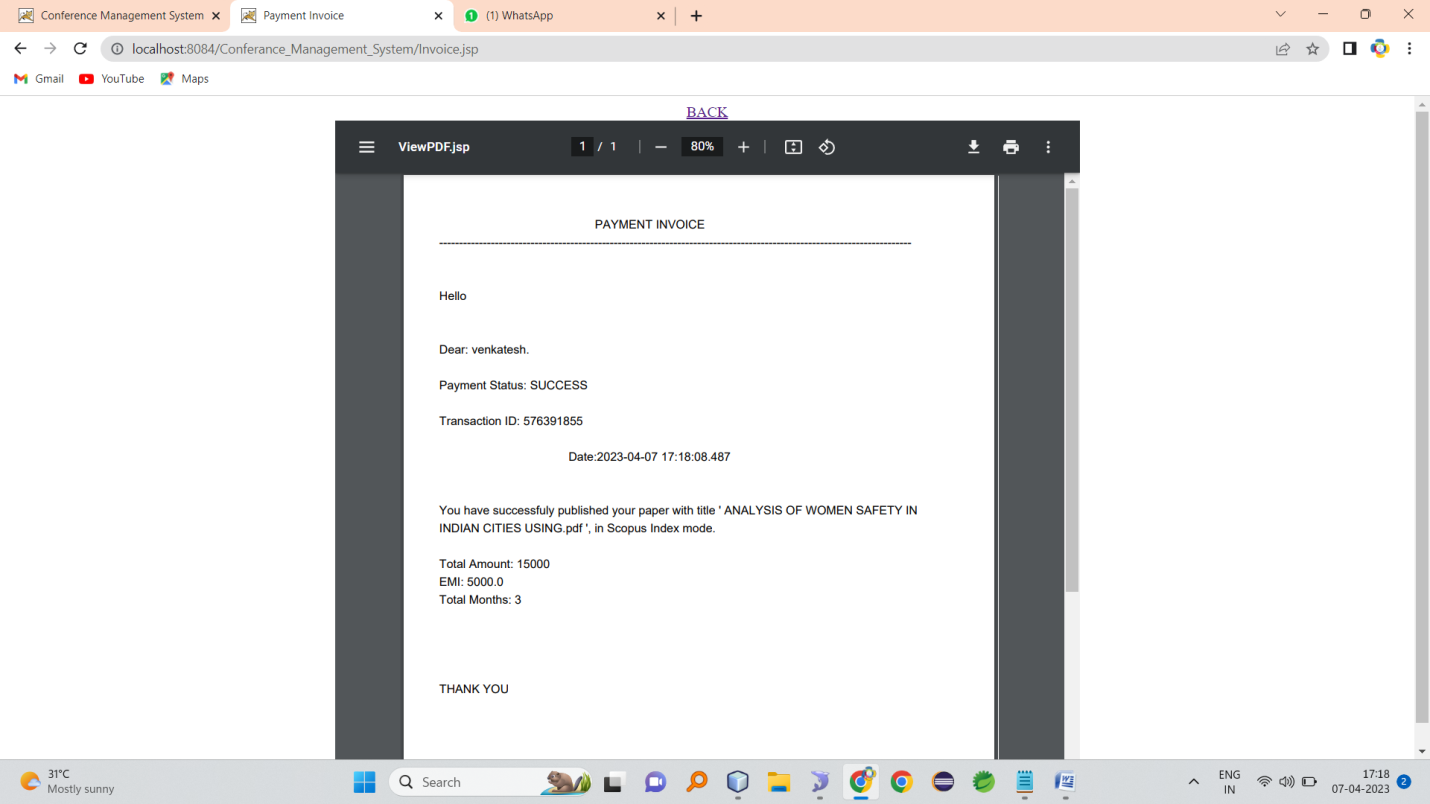 Conference Management System
Payment Invoice
(1) WhatsApp
localhost:8084/Conferance_Management_System/Invoice.jsp
Gmail
YouTube
Maps
BACK
ViewPDF.jsp
1 / 1
80%
PAYMENT INVOICE
--------------------------------------------------------------------------------------------------------------------
Hello
Dear: venkatesh.
Payment Status: SUCCESS
Transaction ID: 576391855
Date:2023-04-07 17:18:08.487
You have successfuly published your paper with title ' ANALYSIS OF WOMEN SAFETY IN
INDIAN CITIES USING.pdf ', in Scopus Index mode.
Total Amount: 15000
EMI: 5000.0
Total Months: 3
THANK YOU
31°C
Mostly sunny
Search
ENG
IN
17:18
07-04-2023
2